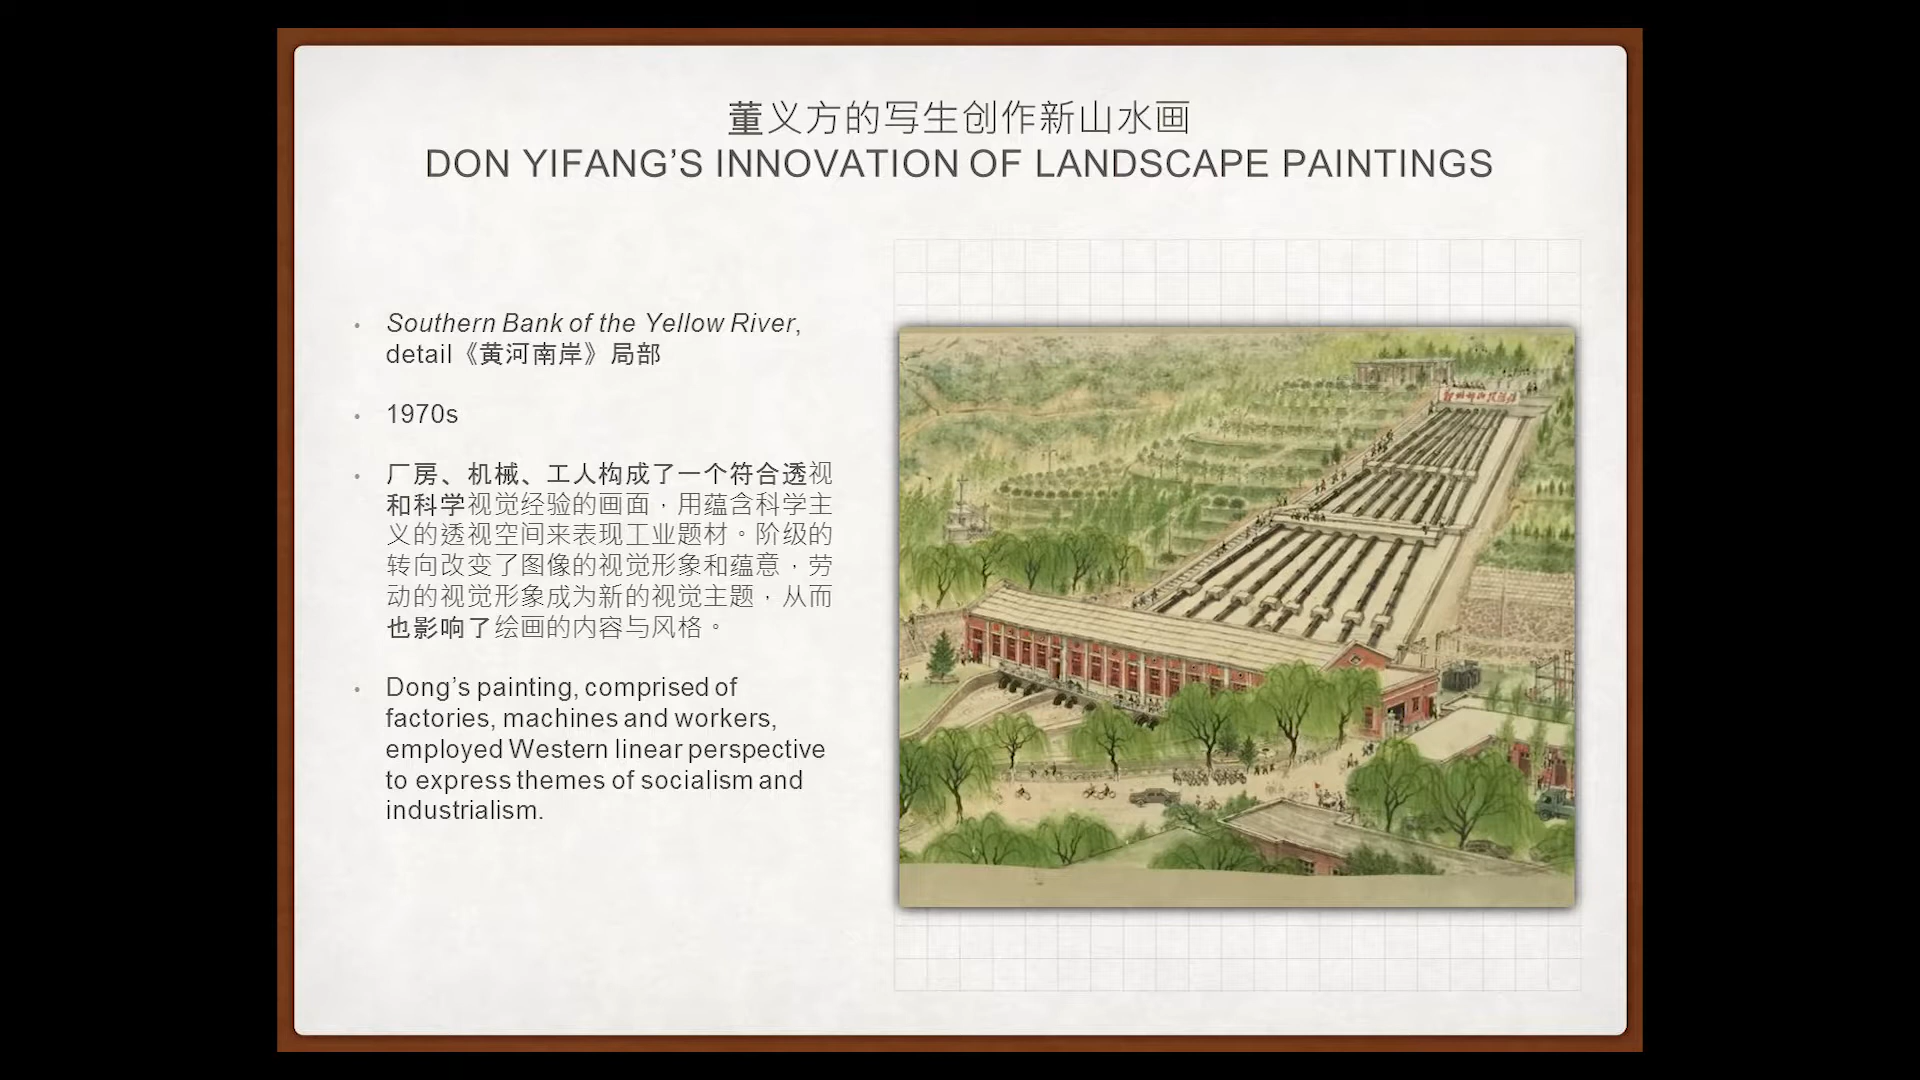 董义方的写生创作新山水画
DON YIFANG’S INNOVATION OF LANDSCAPE PAINTINGS
• Southern Bank of the Yellow River,
detail《黄河南岸》局部
• 1970s
• 厂房、机械、工人构成了一个符合透视
和科学视觉经验的画面，用蕴含科学主
义的透视空间来表现工业题材。阶级的
转向改变了图像的视觉形象和蕴意，劳
动的视觉形象成为新的视觉主题，从而
也影响了绘画的内容与风格。
• Dong’s painting, comprised of
factories, machines and workers,
employed Western linear perspective
to express themes of socialism and
industrialism.